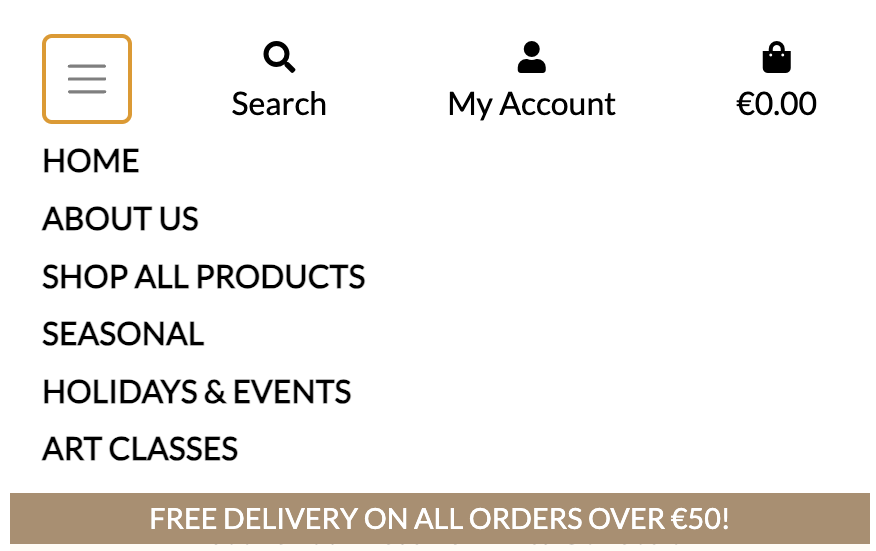 Search
My Account
€0.00
HOME
ABOUT US
SHOP ALL PRODUCTS
SEASONAL
HOLIDAYS & EVENTS
ART CLASSES
FREE DELIVERY ON ALL ORDERS OVER €50!